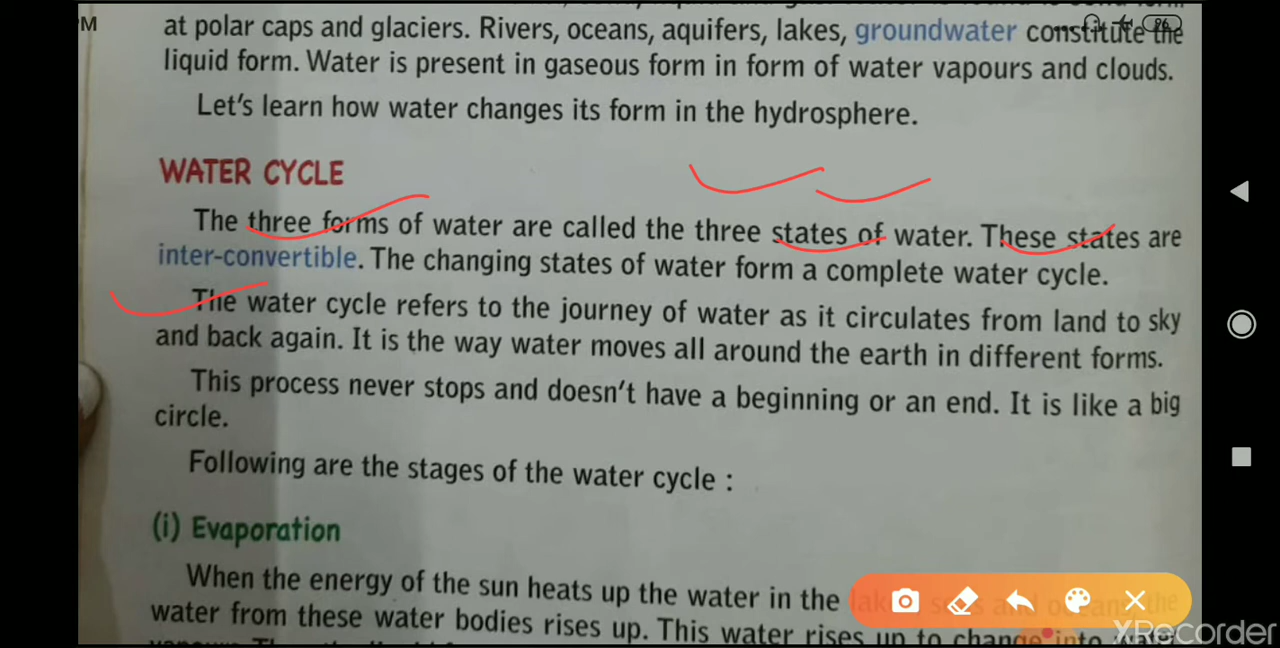 PM
96
at polar caps and glaciers. Rivers, oceans, aquifers, lakes, groundwater constitute the
liquid form. Water is present in gaseous form in form of water vapours and clouds.
Let's learn how water changes its form in the hydrosphere.
WATER CYCLE
The three forms of water are called the three states of water. These states are
inter-convertible. The changing states of water form a complete water cycle.
The water cycle refers to the journey of water as it circulates from land to sky
and back again. It is the way water moves all around the earth in different forms.
This process never stops and doesn't have a beginning or an end. It is like a big
circle.
Following are the stages of the water cycle :
(i) Evaporation
When the energy of the sun heats up the water in the
water from these water bodies rises up. This water rises up to change into water
XRecorder